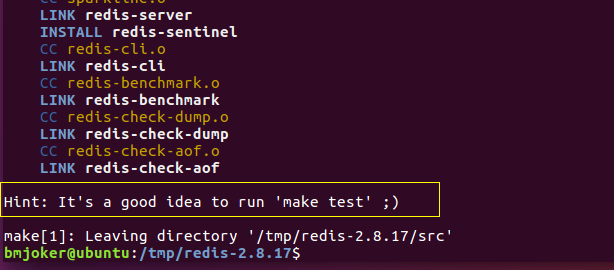 LINK redis-server
INSTALL redis-sentinel
CC redis-cli.o
LINK redis-cli
CC redis-benchmark.o
LINK redis-benchmark
CC redis-check-dump.o
LINK redis-check-dump
CC redis-check-aof.o
LINK redis-check-aof
Hint: It's a good idea to run 'make test' ;)
make[1]: Leaving directory '/tmp/redis-2.8.17/src'
bmjoker@ubuntu:/tmp/redis-2.8.17$